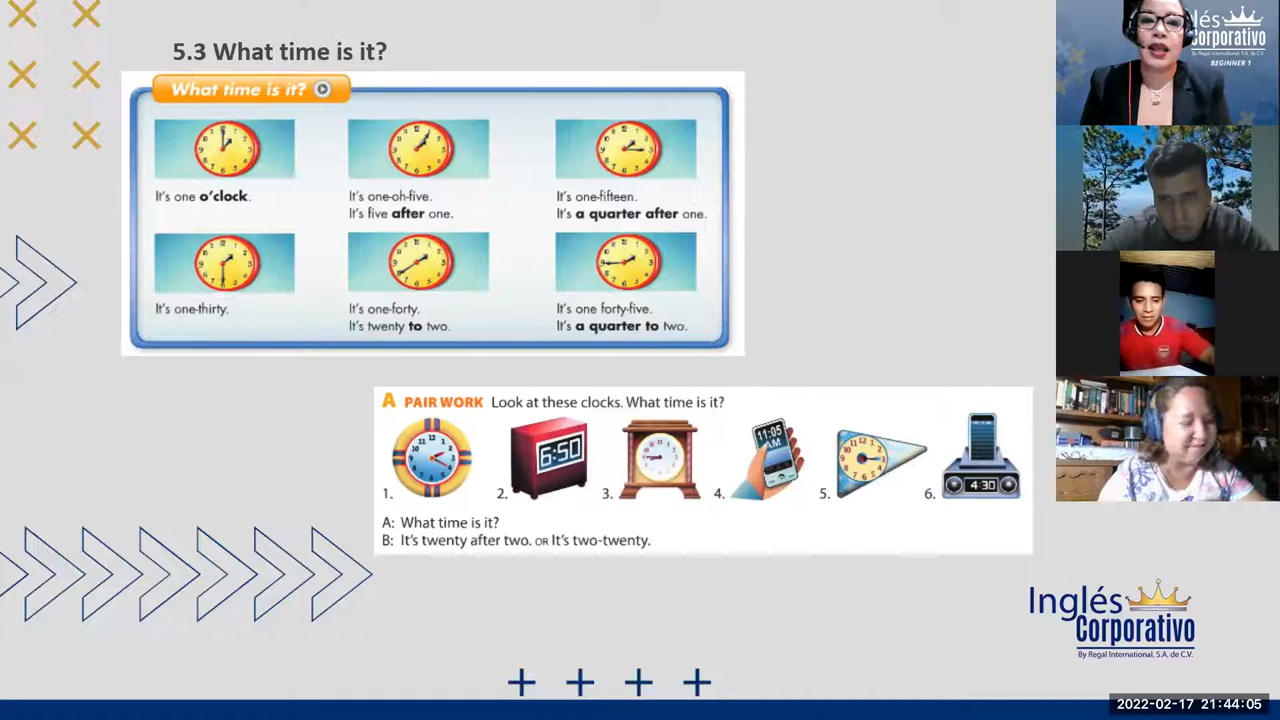 5.3 What time is it?
What time is it?
It's one o'clock.
It's one-oh-five.
It's five after one.
It's one-fifteen.
It's a quarter after one.
It's one-thirty.
It's one-forty.
It's twenty to two.
It's one forty-five.
It's a quarter to two.
A PAIR WORK Look at these clocks. What time is it?
1.
2. 6:50
3.
4. 11:05 AM
5.
6. 4:30
A: What time is it?
B: It's twenty after two. OR It's two-twenty.
Inglés
Corporativo
By Regal International, S.A. de C.V.
lés
Corporativo
By Regal International, S.A. de C.V.
BEGINNER 1
2022-02-17 21:44:05